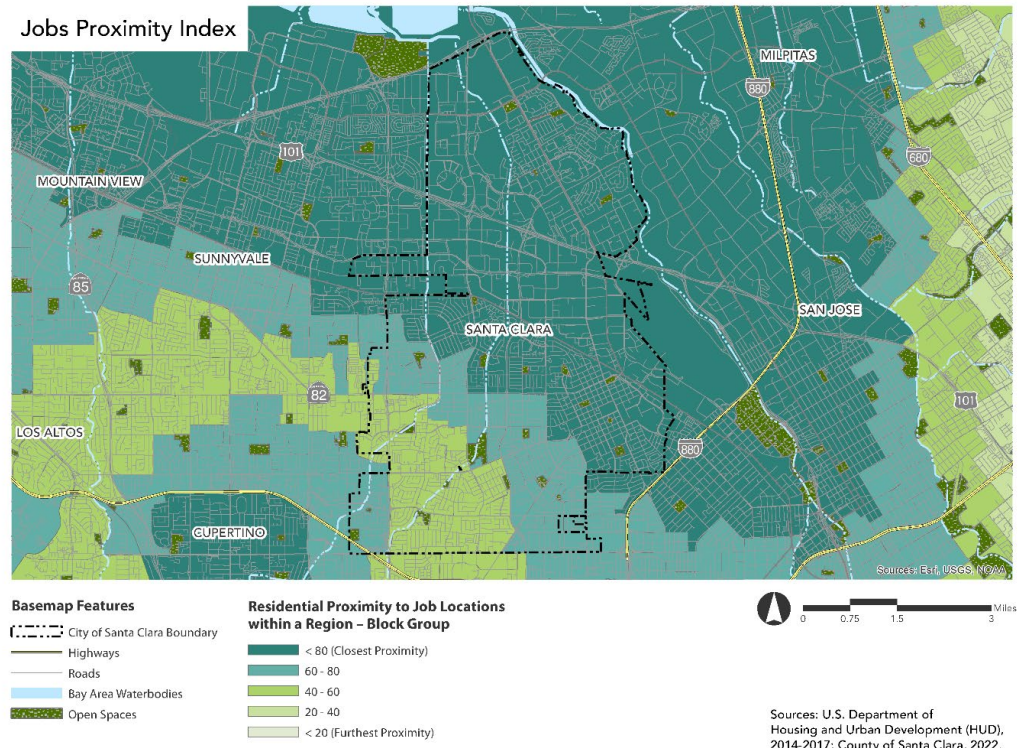 Jobs Proximity Index
MILPITAS
880
101
680
MOUNTAIN VIEW
SUNNYVALE
85
SANTA CLARA
SAN JOSE
82
101
LOS ALTOS
880
CUPERTINO
Sources: Esri, USGS, NOAA
Basemap Features
City of Santa Clara Boundary
Highways
Roads
Bay Area Waterbodies
Open Spaces
Residential Proximity to Job Locations
within a Region – Block Group
< 80 (Closest Proximity)
60 - 80
40 - 60
20 - 40
< 20 (Furthest Proximity)
0 0.75 1.5 3 Miles
Sources: U.S. Department of
Housing and Urban Development (HUD),
2014-2017; County of Santa Clara, 2022.